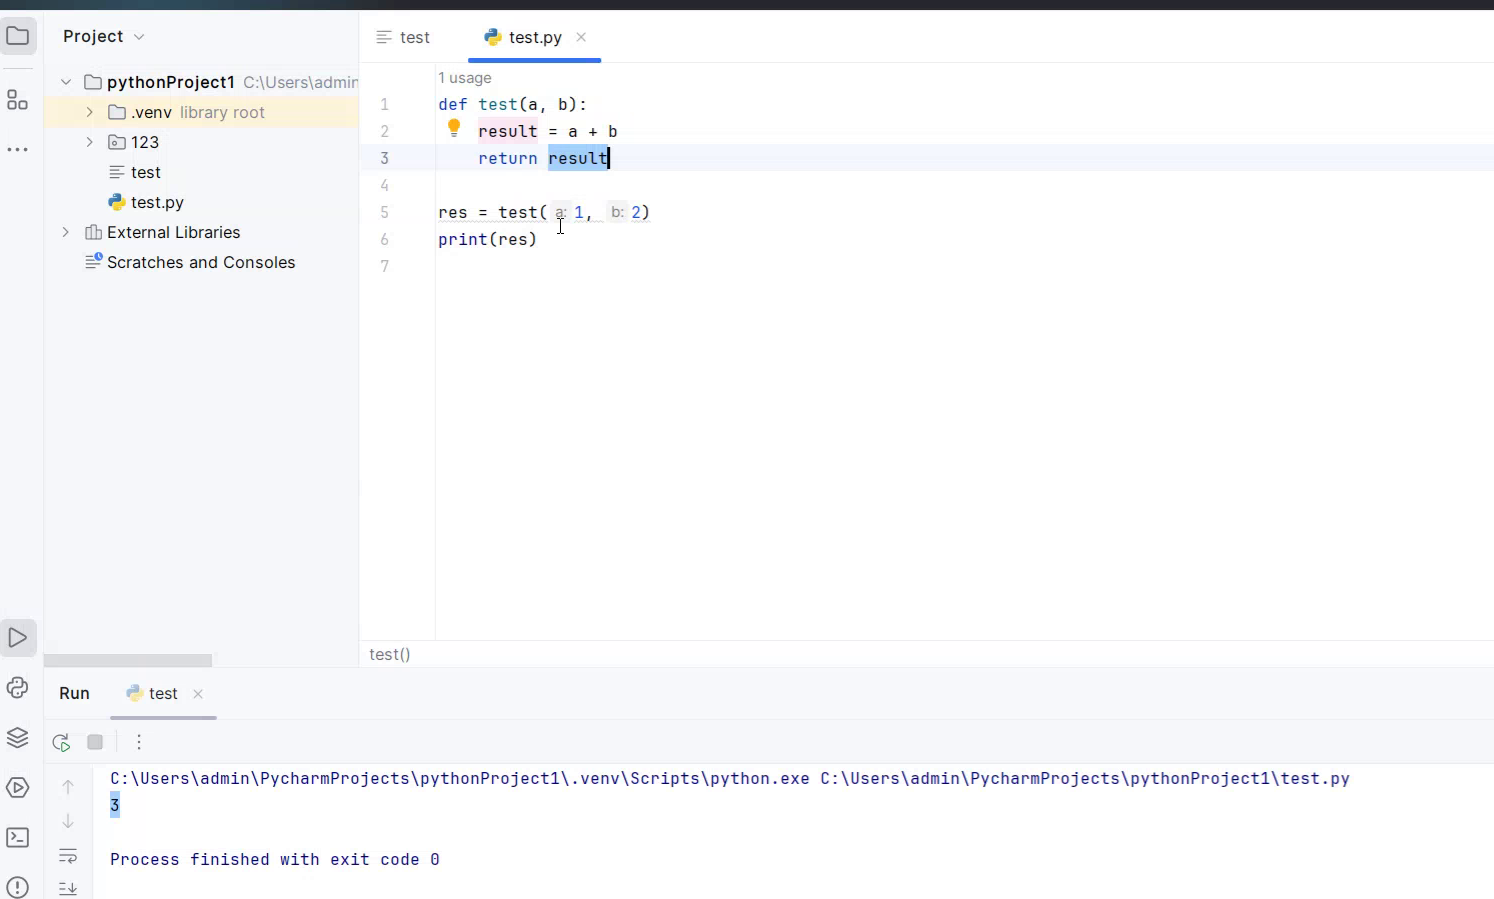 Project
pythonProject1 C:\Users\admin
.venv library root
123
test
test.py
External Libraries
Scratches and Consoles
test
test.py
1 usage
1 def test(a, b):
2 result = a + b
3 return result
4
5 res = test( a: 1, b: 2)
6 print(res)
7
test()
Run test
C:\Users\admin\PycharmProjects\pythonProject1\.venv\Scripts\python.exe C:\Users\admin\PycharmProjects\pythonProject1\test.py
3
Process finished with exit code 0